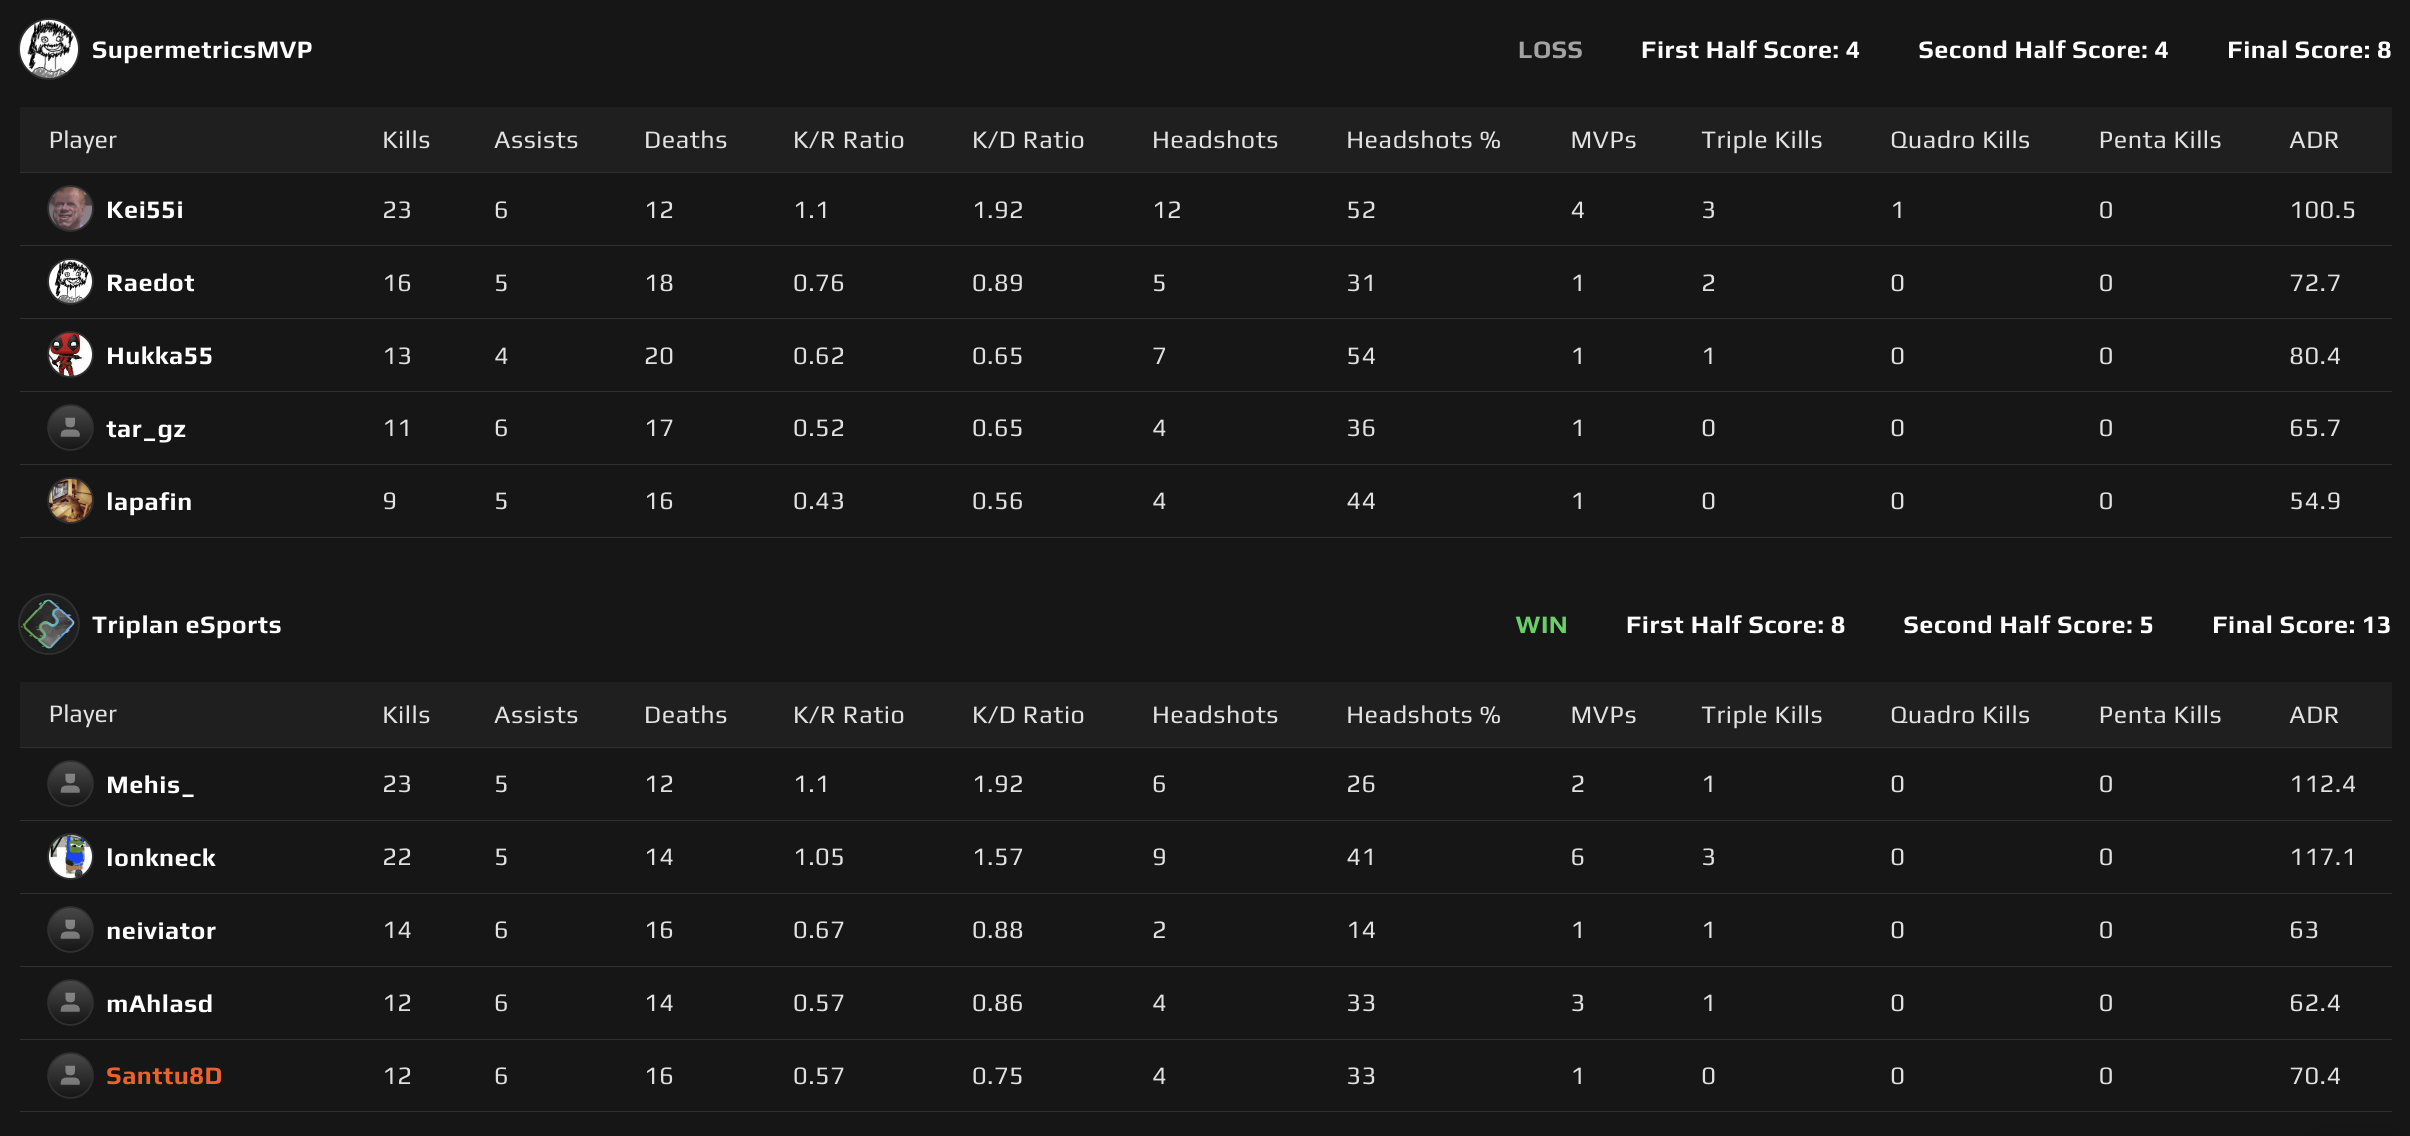 SupermetricsMVP LOSS First Half Score: 4 Second Half Score: 4 Final Score: 8
Player Kills Assists Deaths K/R Ratio K/D Ratio Headshots Headshots % MVPs Triple Kills Quadro Kills Penta Kills ADR
Kei55i 23 6 12 1.1 1.92 12 52 4 3 1 0 100.5
Raedot 16 5 18 0.76 0.89 5 31 1 2 0 0 72.7
Hukka55 13 4 20 0.62 0.65 7 54 1 1 0 0 80.4
tar_gz 11 6 17 0.52 0.65 4 36 1 0 0 0 65.7
lapafin 9 5 16 0.43 0.56 4 44 1 0 0 0 54.9
Triplan eSports WIN First Half Score: 8 Second Half Score: 5 Final Score: 13
Player Kills Assists Deaths K/R Ratio K/D Ratio Headshots Headshots % MVPs Triple Kills Quadro Kills Penta Kills ADR
Mehis_ 23 5 12 1.1 1.92 6 26 2 1 0 0 112.4
lonkneck 22 5 14 1.05 1.57 9 41 6 3 0 0 117.1
neiviator 14 6 16 0.67 0.88 2 14 1 1 0 0 63
mAhlasd 12 6 14 0.57 0.86 4 33 3 1 0 0 62.4
Santtu8D 12 6 16 0.57 0.75 4 33 1 0 0 0 70.4